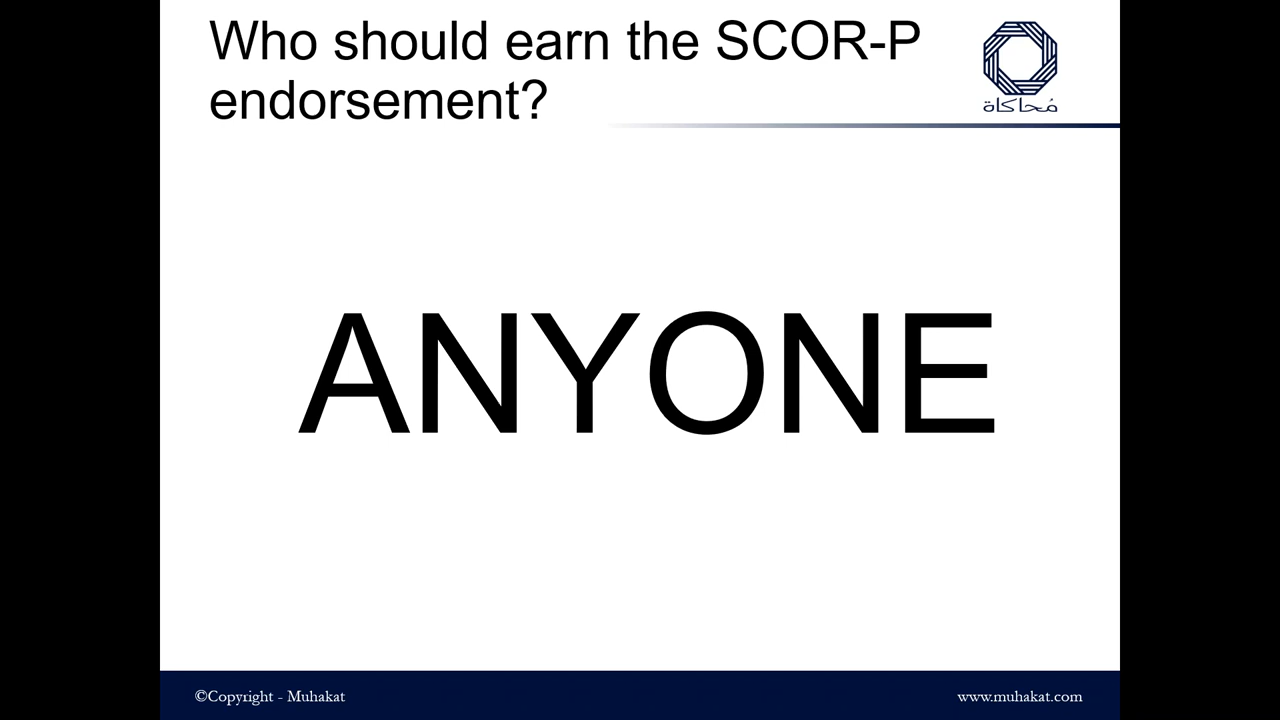 Who should earn the SCOR-P
endorsement?
مُحاكاة
ANYONE
©Copyright - Muhakat
www.muhakat.com